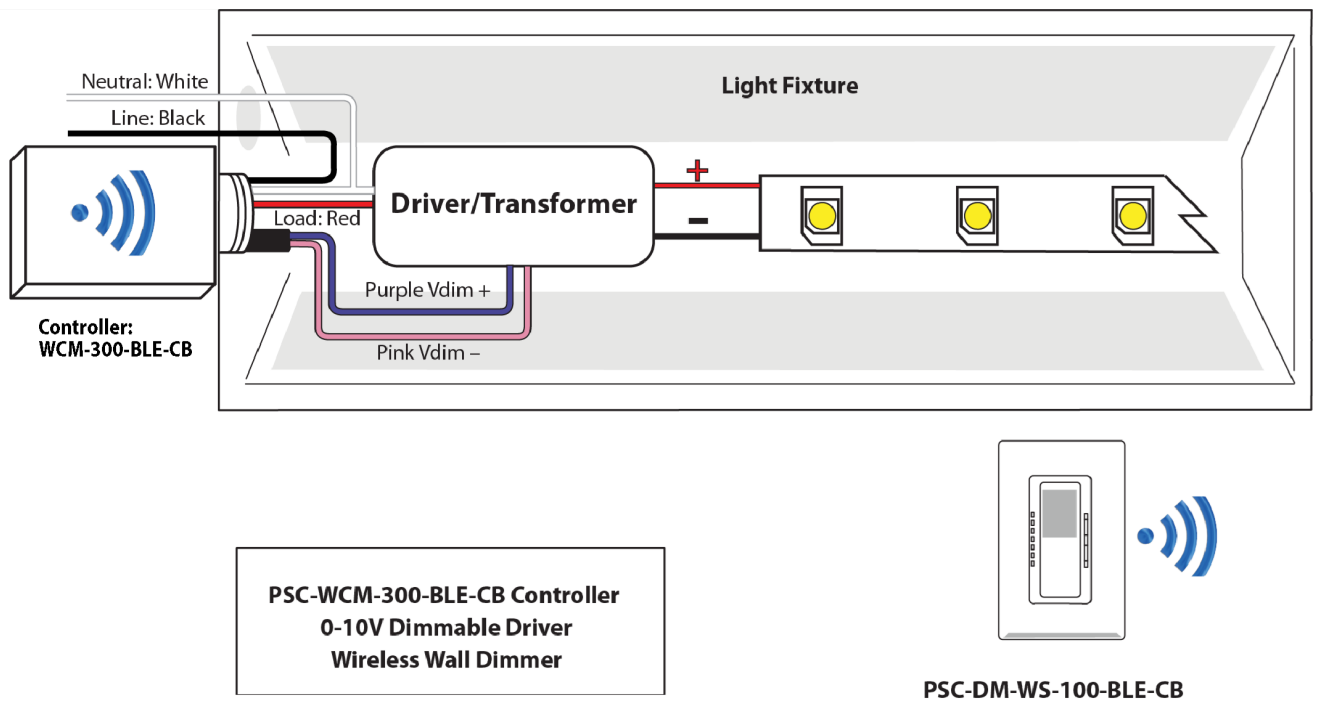 Neutral: White
Light Fixture
Line: Black
+
Driver/Transformer
Load: Red
-
Purple Vdim +
Controller:
WCM-300-BLE-CB
Pink Vdim –
PSC-WCM-300-BLE-CB Controller
0-10V Dimmable Driver
Wireless Wall Dimmer
PSC-DM-WS-100-BLE-CB